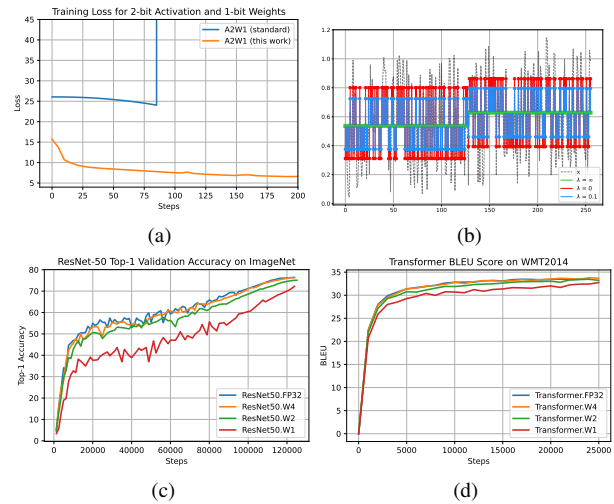 Training Loss for 2-bit Activation and 1-bit Weights
45
40
35
30
25
20
15
10
5
Loss
0 25 50 75 100 125 150 175 200
Steps
A2W1 (standard)
A2W1 (this work)
(a)
1.2
1.0
0.8
0.6
0.4
0.2
0.0
0 50 100 150 200 250
x
λ = ∞
λ = 0
λ = 0.1
(b)
ResNet-50 Top-1 Validation Accuracy on ImageNet
80
70
60
50
40
30
20
10
0
Top-1 Accuracy
0 20000 40000 60000 80000 100000 120000
Steps
ResNet50.FP32
ResNet50.W4
ResNet50.W2
ResNet50.W1
(c)
Transformer BLEU Score on WMT2014
35
30
25
20
15
10
5
0
BLEU
0 5000 10000 15000 20000 25000
Steps
Transformer.FP32
Transformer.W4
Transformer.W2
Transformer.W1
(d)